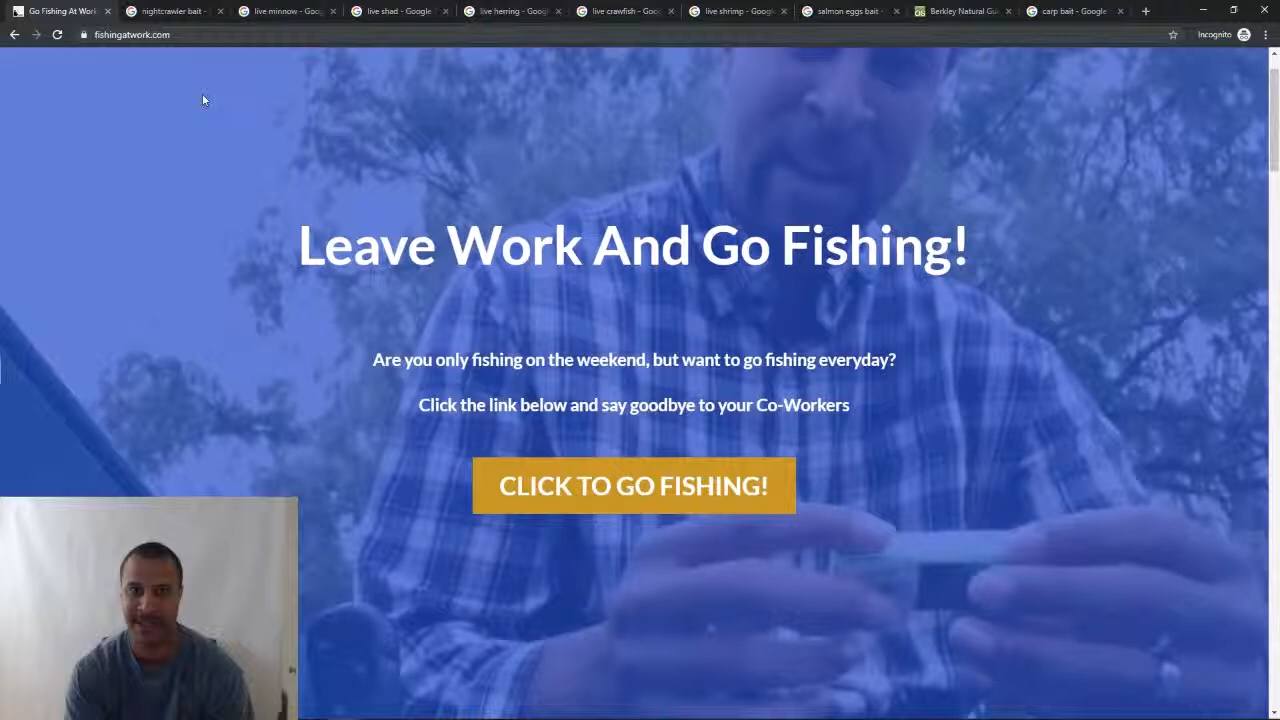 Go Fishing At Work
nightcrawler bait -
live minnow - Goo
live shad - Google
live herring - Goog
live crawfish - Goo
live shrimp - Google
salmon eggs bait -
GS Berkley Natural Gu
carp bait - Google
fishingatwork.com
Incognito
Leave Work And Go Fishing!
Are you only fishing on the weekend, but want to go fishing everyday?
Click the link below and say goodbye to your Co-Workers
CLICK TO GO FISHING!